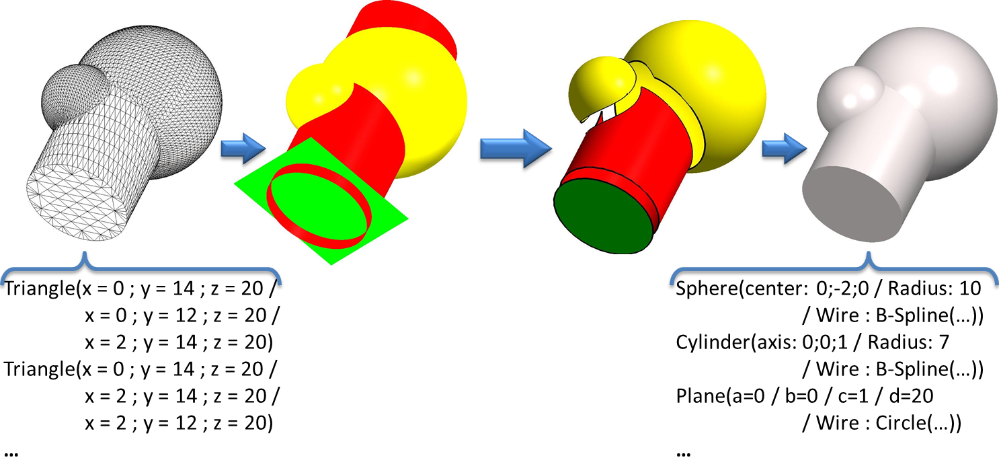 Triangle(x = 0 ; y = 14 ; z = 20 /
x = 0 ; y = 12 ; z = 20 /
x = 2 ; y = 14 ; z = 20)
Triangle(x = 0 ; y = 14 ; z = 20 /
x = 2 ; y = 14 ; z = 20 /
x = 2 ; y = 12 ; z = 20)
...
Sphere(center: 0;-2;0 / Radius: 10
/ Wire : B-Spline(...))
Cylinder(axis: 0;0;1 / Radius: 7
/ Wire : B-Spline(...))
Plane(a=0 / b=0 / c=1 / d=20
/ Wire : Circle(...))
...